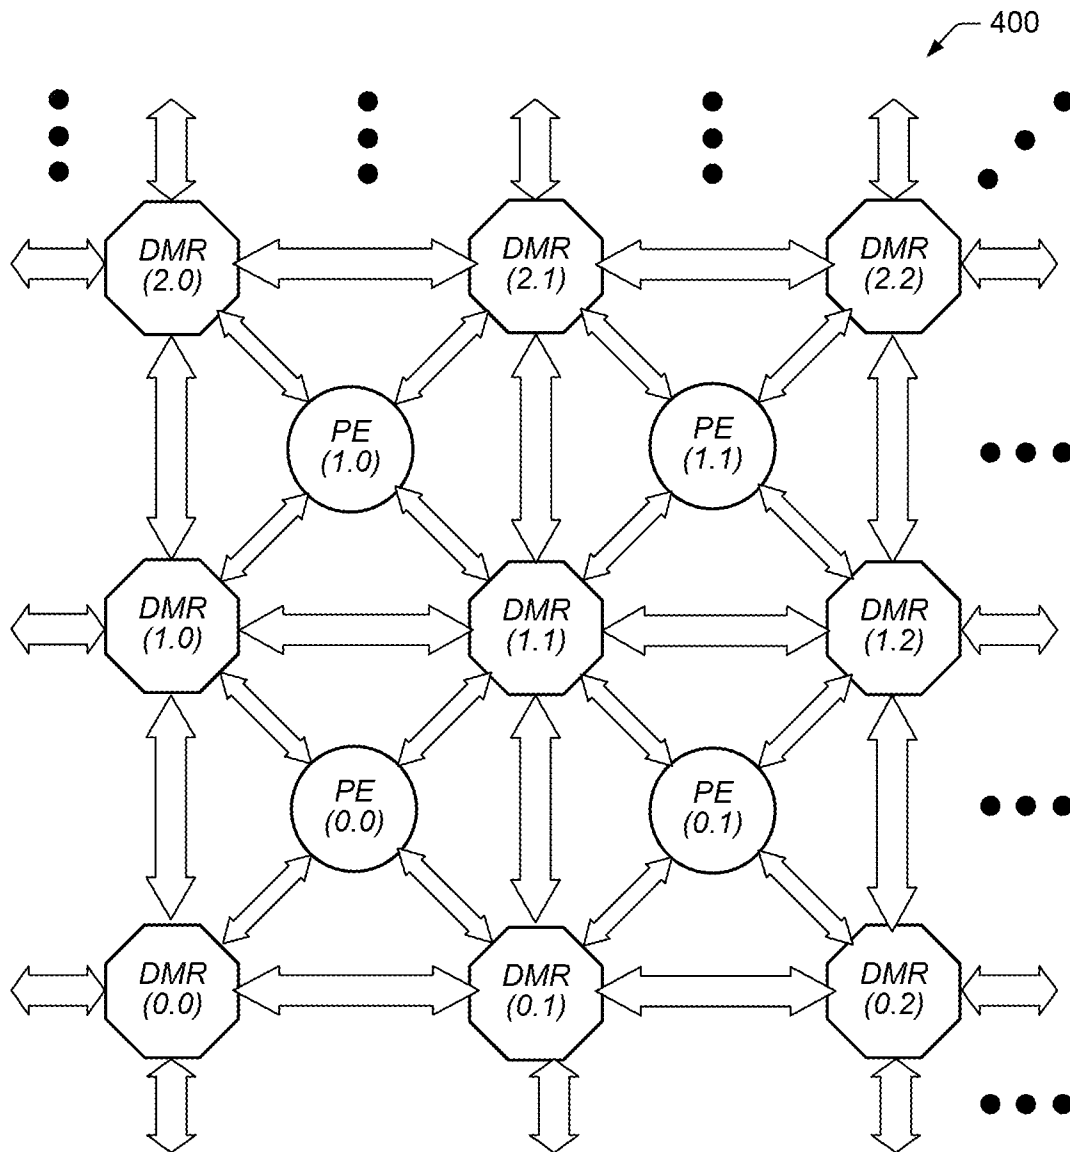 400
DMR
(2.0)
DMR
(2.1)
DMR
(2.2)
PE
(1.0)
PE
(1.1)
DMR
(1.0)
DMR
(1.1)
DMR
(1.2)
PE
(0.0)
PE
(0.1)
DMR
(0.0)
DMR
(0.1)
DMR
(0.2)